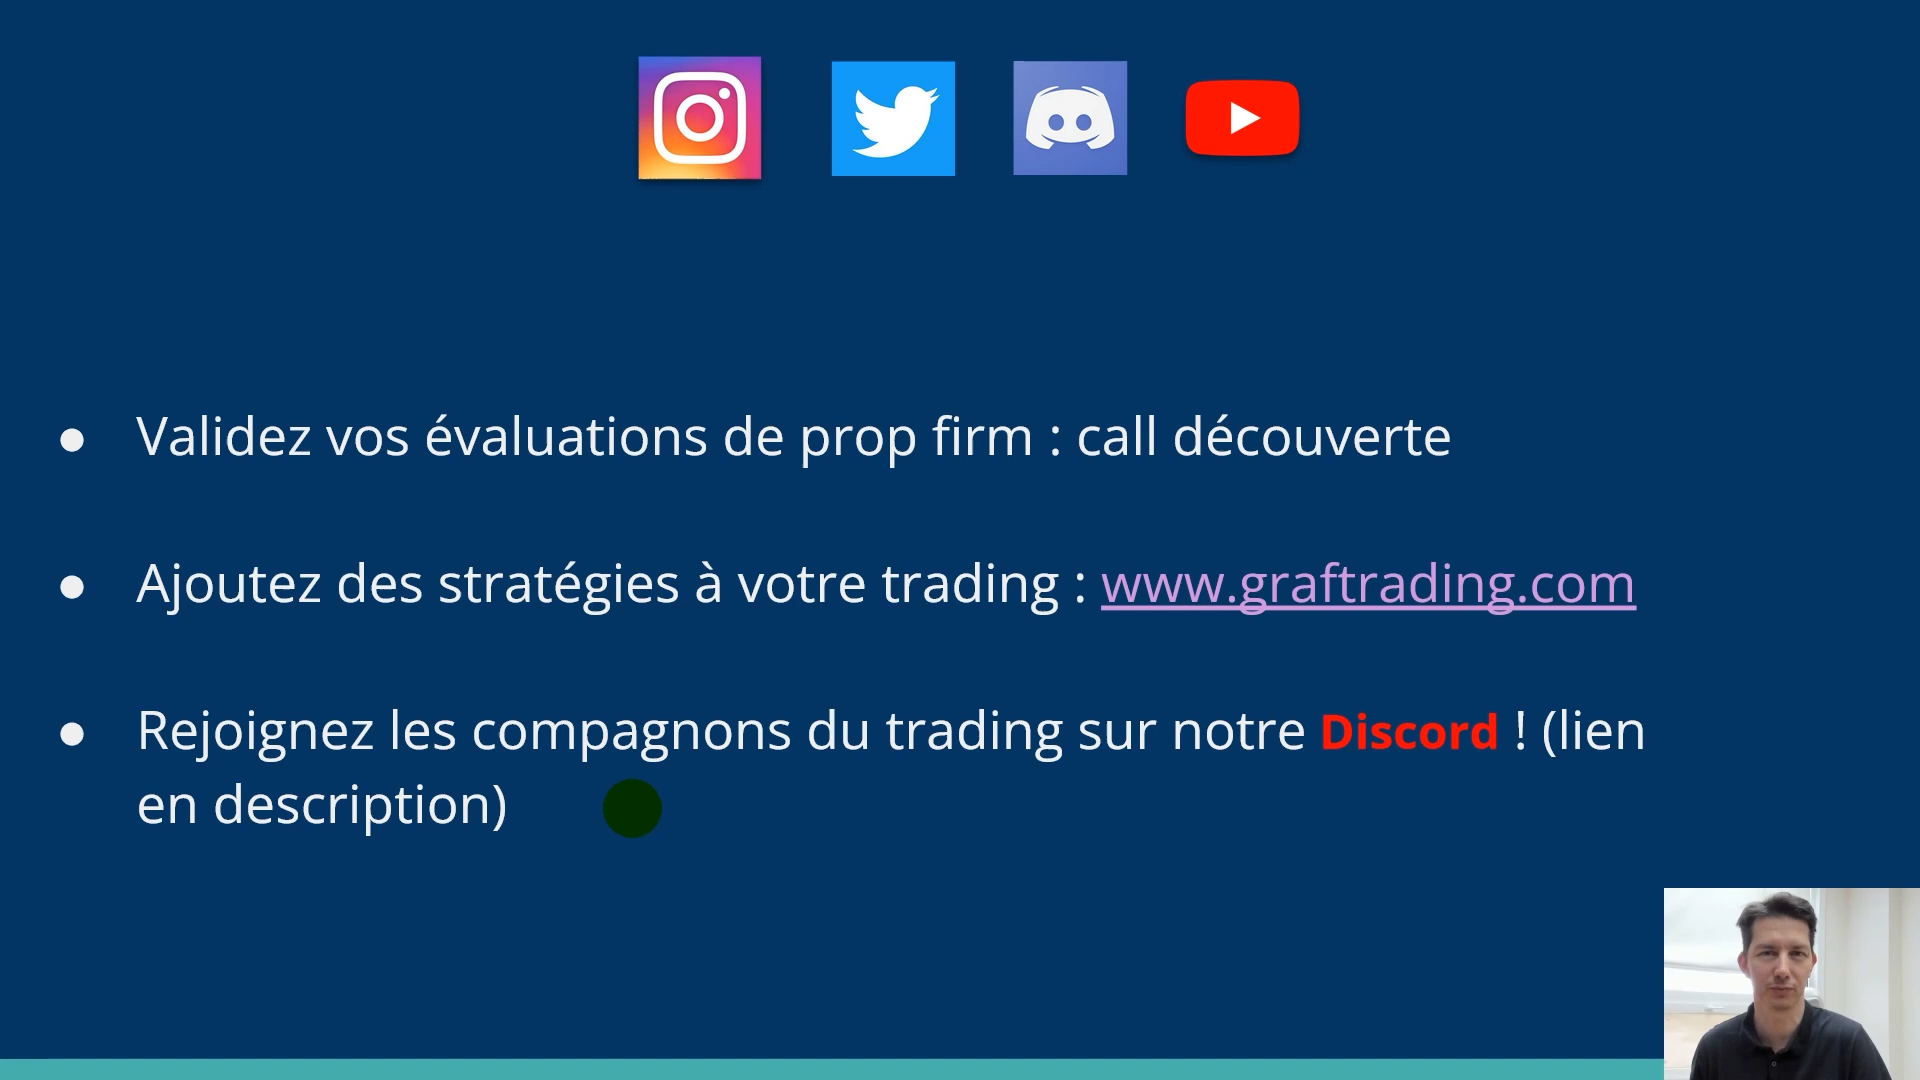 Validez vos évaluations de prop firm : call découverte
Ajoutez des stratégies à votre trading : www.graftrading.com
Rejoignez les compagnons du trading sur notre Discord ! (lien
en description)